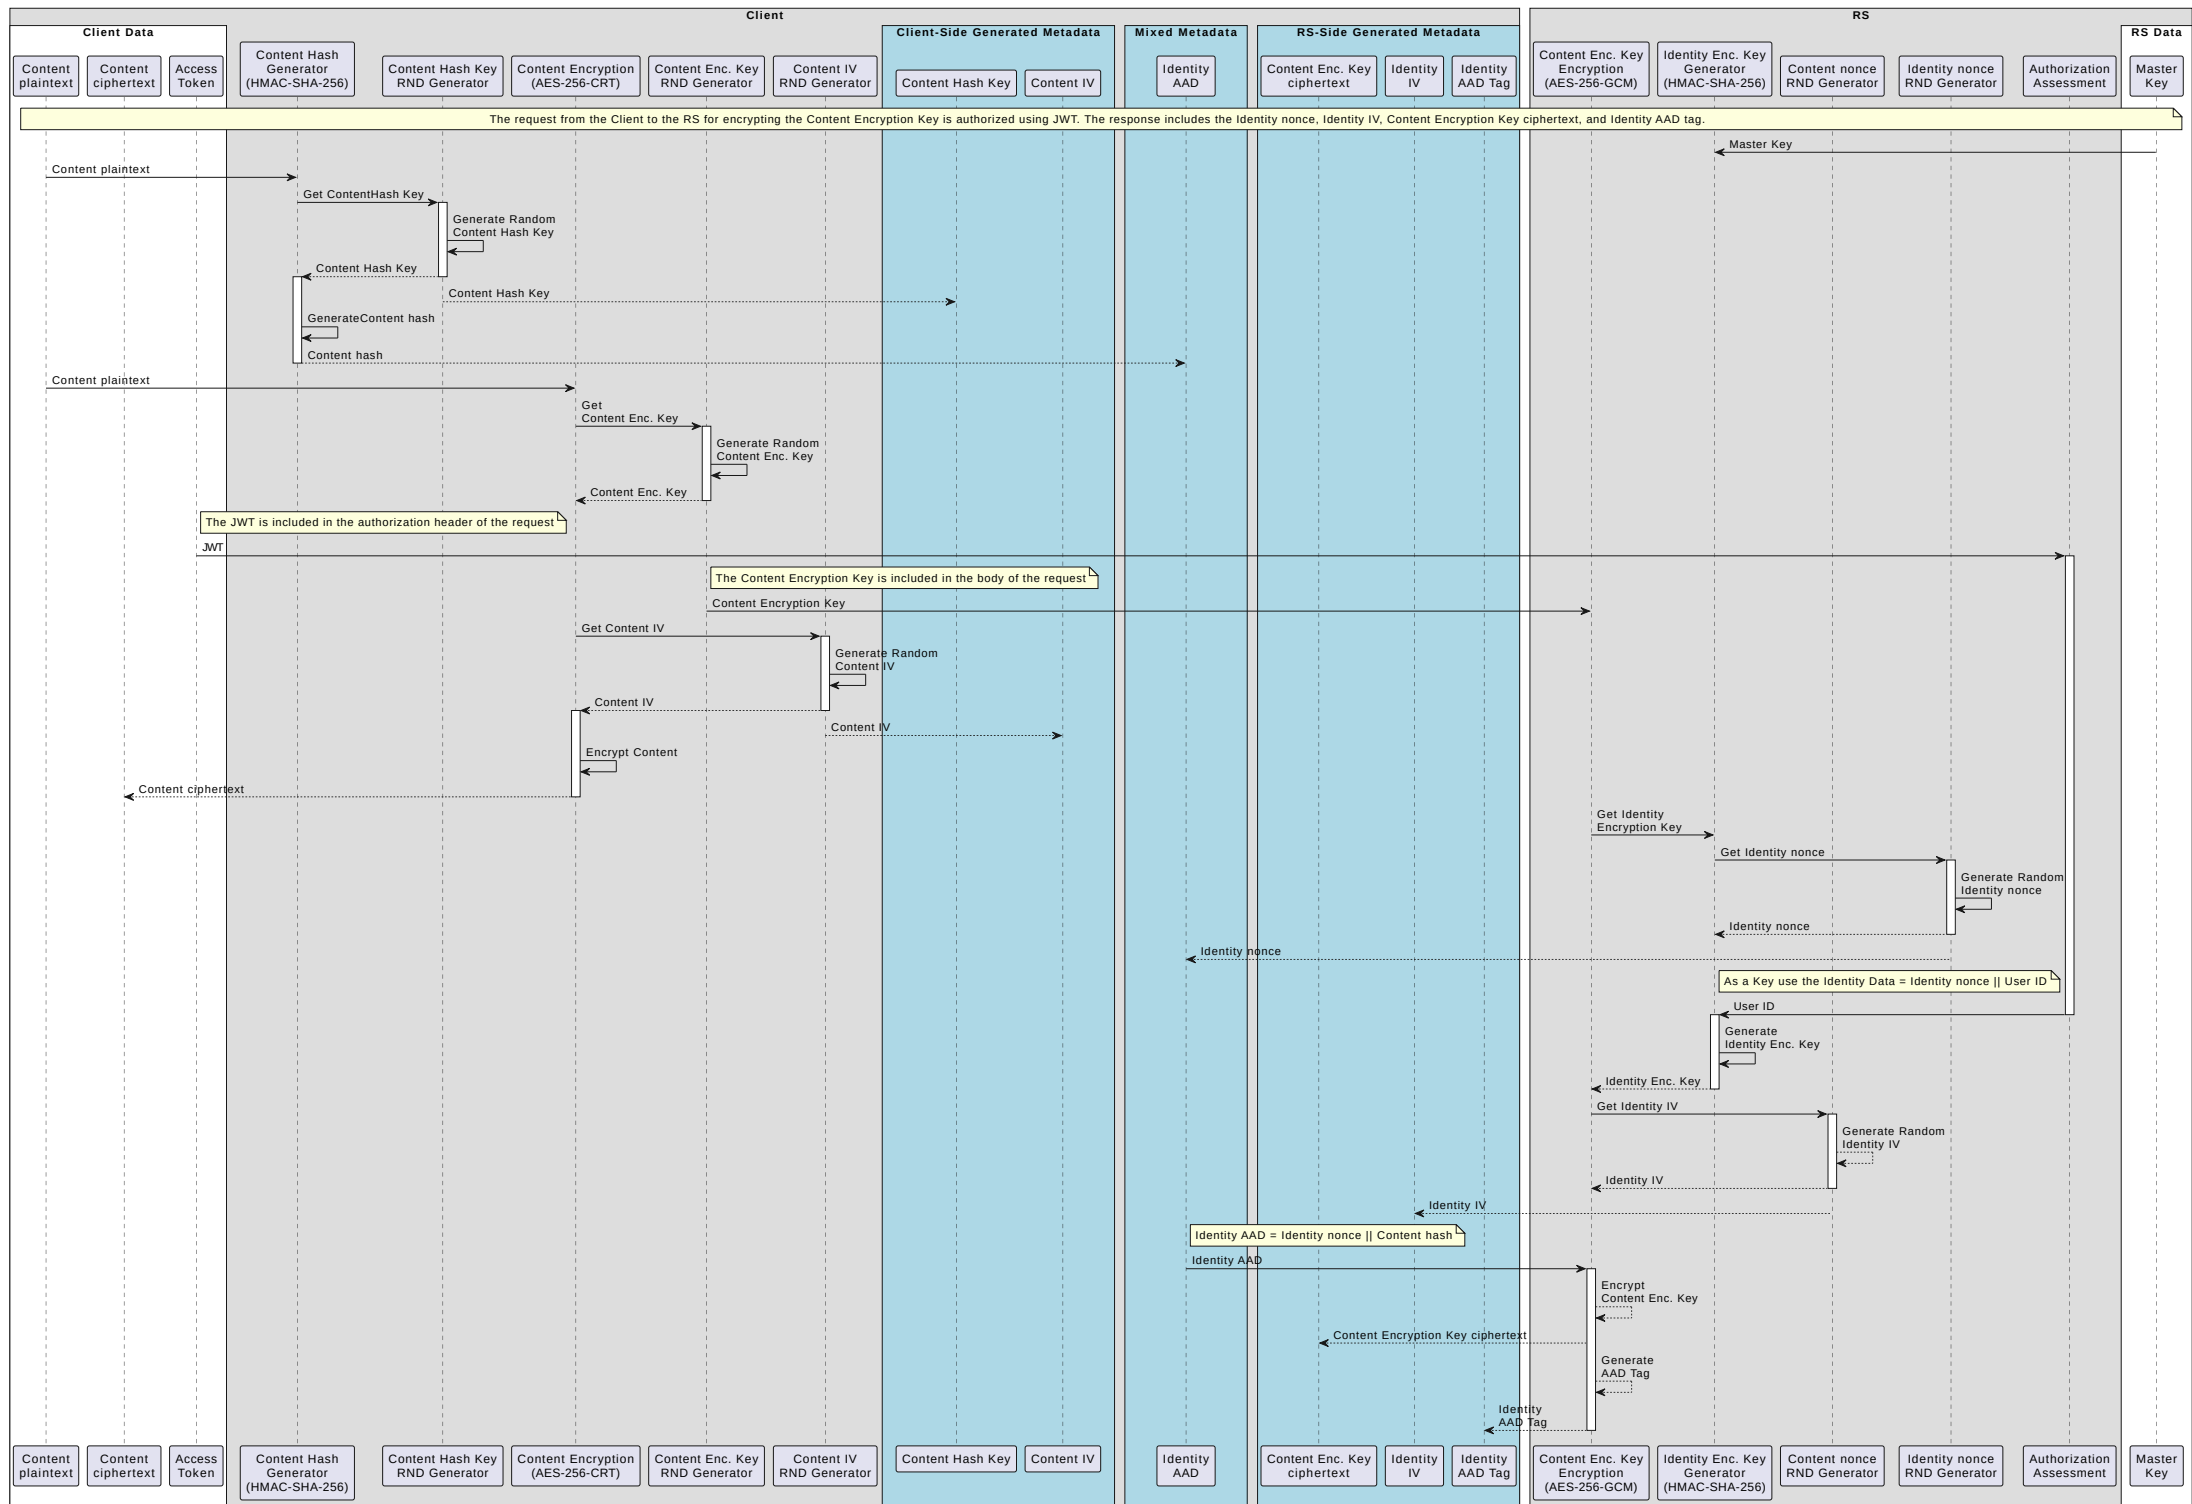 Client
RS
Client Data
Client-Side Generated Metadata
Mixed Metadata
RS-Side Generated Metadata
RS Data
Content
plaintext
Content
ciphertext
Access
Token
Content Hash
Generator
(HMAC-SHA-256)
Content Hash Key
RND Generator
Content Encryption
(AES-256-CRT)
Content Enc. Key
RND Generator
Content IV
RND Generator
Content Hash Key
Content IV
Identity
AAD
Content Enc. Key
ciphertext
Identity
IV
Identity
AAD Tag
Content Enc. Key
Encryption
(AES-256-GCM)
Identity Enc. Key
Generator
(HMAC-SHA-256)
Content nonce
RND Generator
Identity nonce
RND Generator
Authorization
Assessment
Master
Key
The request from the Client to the RS for encrypting the Content Encryption Key is authorized using JWT. The response includes the Identity nonce, Identity IV, Content Encryption Key ciphertext, and Identity AAD tag.
Master Key
Content plaintext
Get ContentHash Key
Generate Random
Content Hash Key
Content Hash Key
Content Hash Key
GenerateContent hash
Content hash
Content plaintext
Get
Content Enc. Key
Generate Random
Content Enc. Key
Content Enc. Key
The JWT is included in the authorization header of the request
JWT
The Content Encryption Key is included in the body of the request
Content Encryption Key
Get Content IV
Generate Random
Content IV
Content IV
Content IV
Encrypt Content
Content ciphertext
Get Identity
Encryption Key
Get Identity nonce
Generate Random
Identity nonce
Identity nonce
Identity nonce
As a Key use the Identity Data = Identity nonce || User ID
User ID
Generate
Identity Enc. Key
Identity Enc. Key
Get Identity IV
Generate Random
Identity IV
Identity IV
Identity IV
Identity AAD = Identity nonce || Content hash
Identity AAD
Encrypt
Content Enc. Key
Content Encryption Key ciphertext
Generate
AAD Tag
Identity
AAD Tag
Content
plaintext
Content
ciphertext
Access
Token
Content Hash
Generator
(HMAC-SHA-256)
Content Hash Key
RND Generator
Content Encryption
(AES-256-CRT)
Content Enc. Key
RND Generator
Content IV
RND Generator
Content Hash Key
Content IV
Identity
AAD
Content Enc. Key
ciphertext
Identity
IV
Identity
AAD Tag
Content Enc. Key
Encryption
(AES-256-GCM)
Identity Enc. Key
Generator
(HMAC-SHA-256)
Content nonce
RND Generator
Identity nonce
RND Generator
Authorization
Assessment
Master
Key